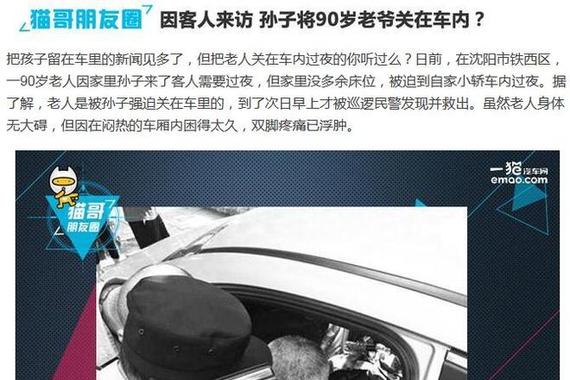 猫哥朋友圈 因客人来访 孙子将90岁老爷关在车内？
把孩子留在车里的新闻见多了，但把老人关在车内过夜的你听过么？日前，在沈阳市铁西区，
一90岁老人因家里孙子来了客人需要过夜，但家里没多余床位，被迫到自家小轿车内过夜。据
了解，老人是被孙子强迫关在车里的，到了次日早上才被巡逻民警发现并救出。虽然老人身体
无大碍，但因在闷热的车厢内困得太久，双脚疼痛已浮肿。
一猫汽车网
emao.com
猫哥
朋友圈